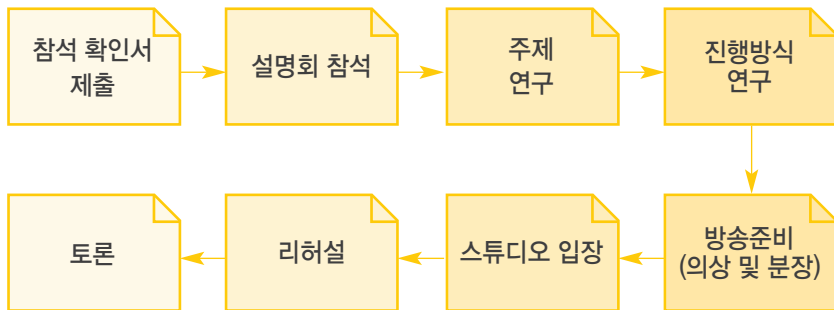 참석 확인서
제출
설명회 참석
주제
연구
진행방식
연구
방송준비
(의상 및 분장)
스튜디오 입장
리허설
토론